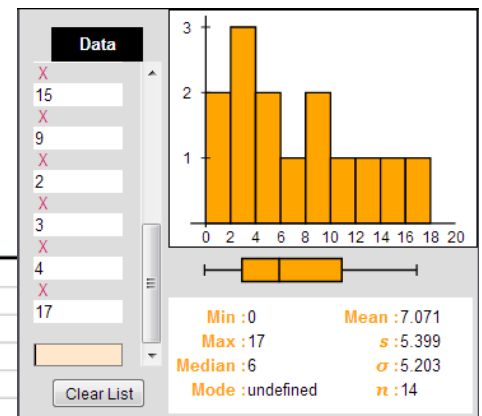 Data
X
15
X
9
X
2
X
3
X
4
X
17
Clear List
3
2
1
0 2 4 6 8 10 12 14 16 18 20
Min :0 Mean :7.071
Max :17 s :5.399
Median :6 σ :5.203
Mode :undefined n :14